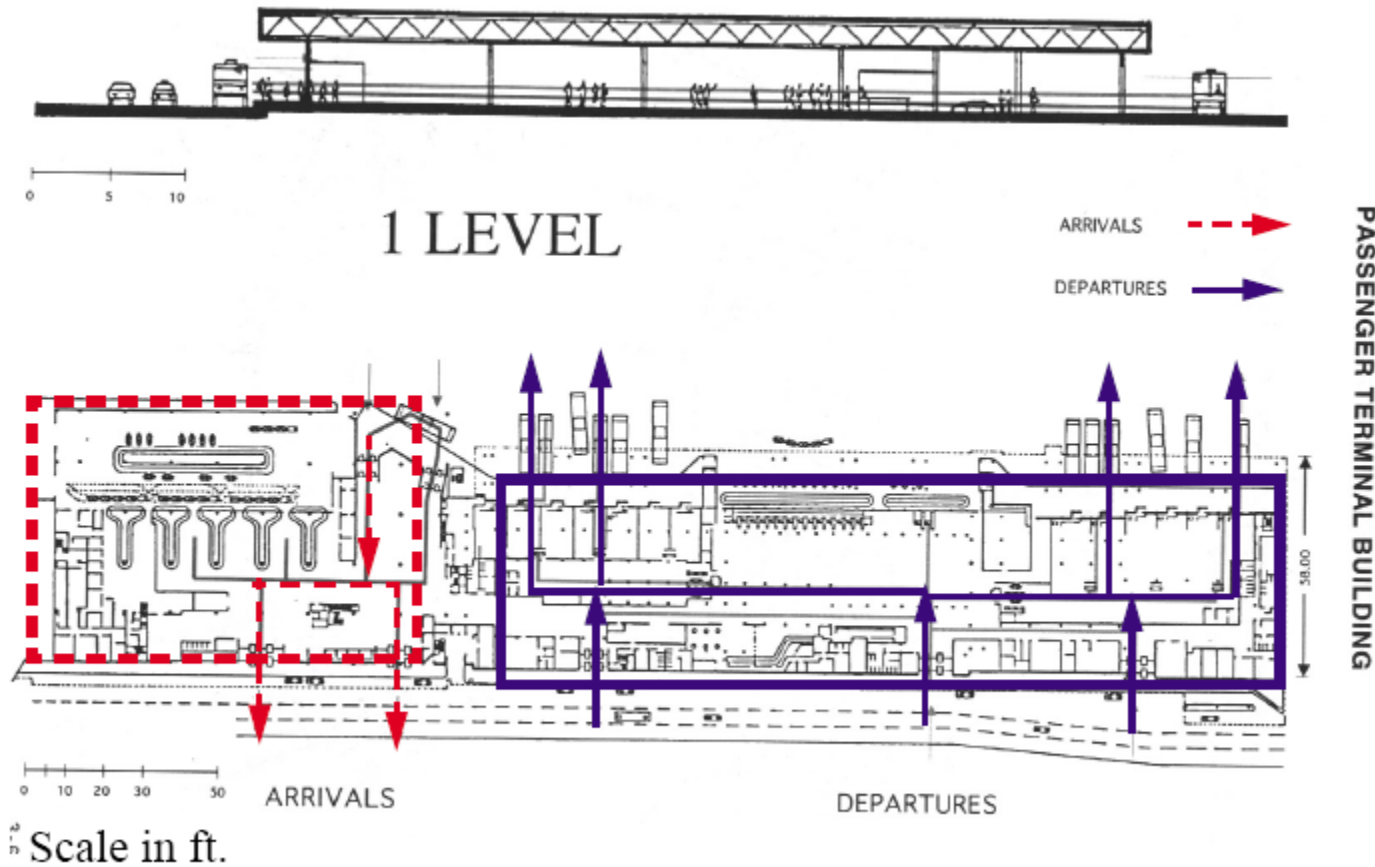 0 5 10
1 LEVEL
ARRIVALS
DEPARTURES
PASSENGER TERMINAL BUILDING
58.00
0 10 20 30 50
ARRIVALS
DEPARTURES
Scale in ft.